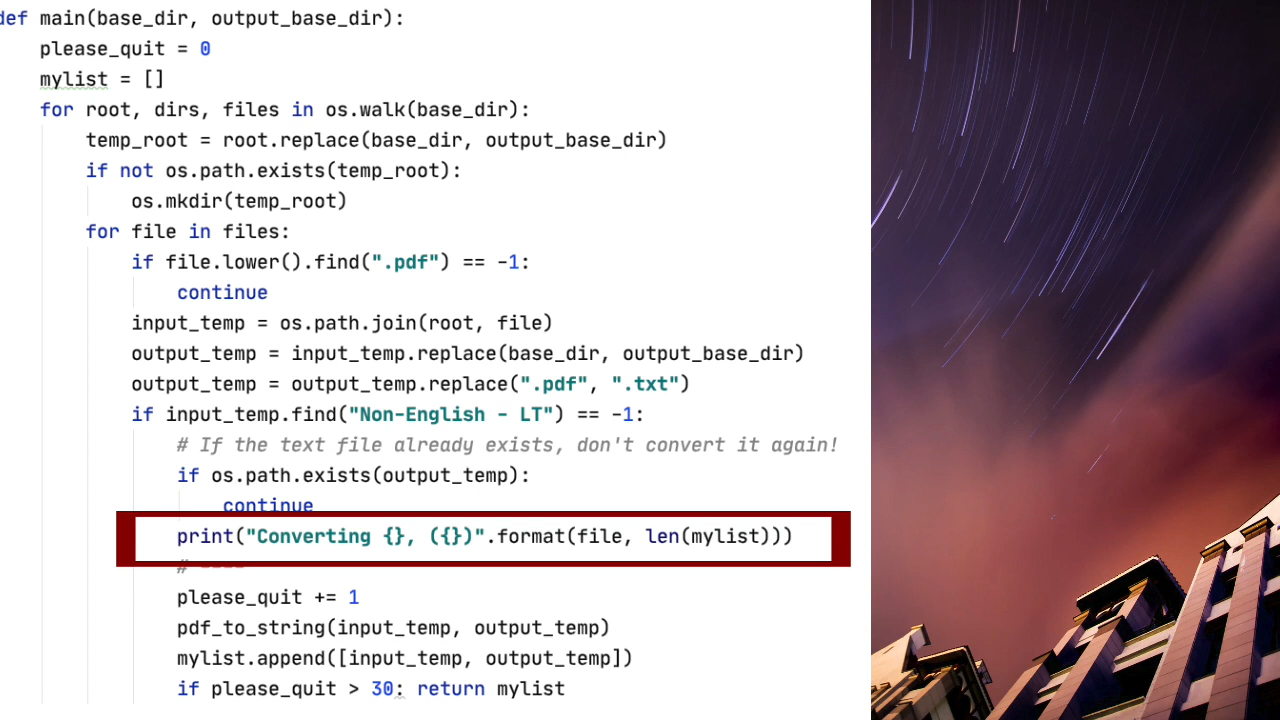 def main(base_dir, output_base_dir):
please_quit = 0
mylist = []
for root, dirs, files in os.walk(base_dir):
temp_root = root.replace(base_dir, output_base_dir)
if not os.path.exists(temp_root):
os.mkdir(temp_root)
for file in files:
if file.lower().find(".pdf") == -1:
continue
input_temp = os.path.join(root, file)
output_temp = input_temp.replace(base_dir, output_base_dir)
output_temp = output_temp.replace(".pdf", ".txt")
if input_temp.find("Non-English - LT") == -1:
# If the text file already exists, don't convert it again!
if os.path.exists(output_temp):
continue
print("Converting {}, ({})".format(file, len(mylist)))
# ----
please_quit += 1
pdf_to_string(input_temp, output_temp)
mylist.append([input_temp, output_temp])
if please_quit > 30: return mylist